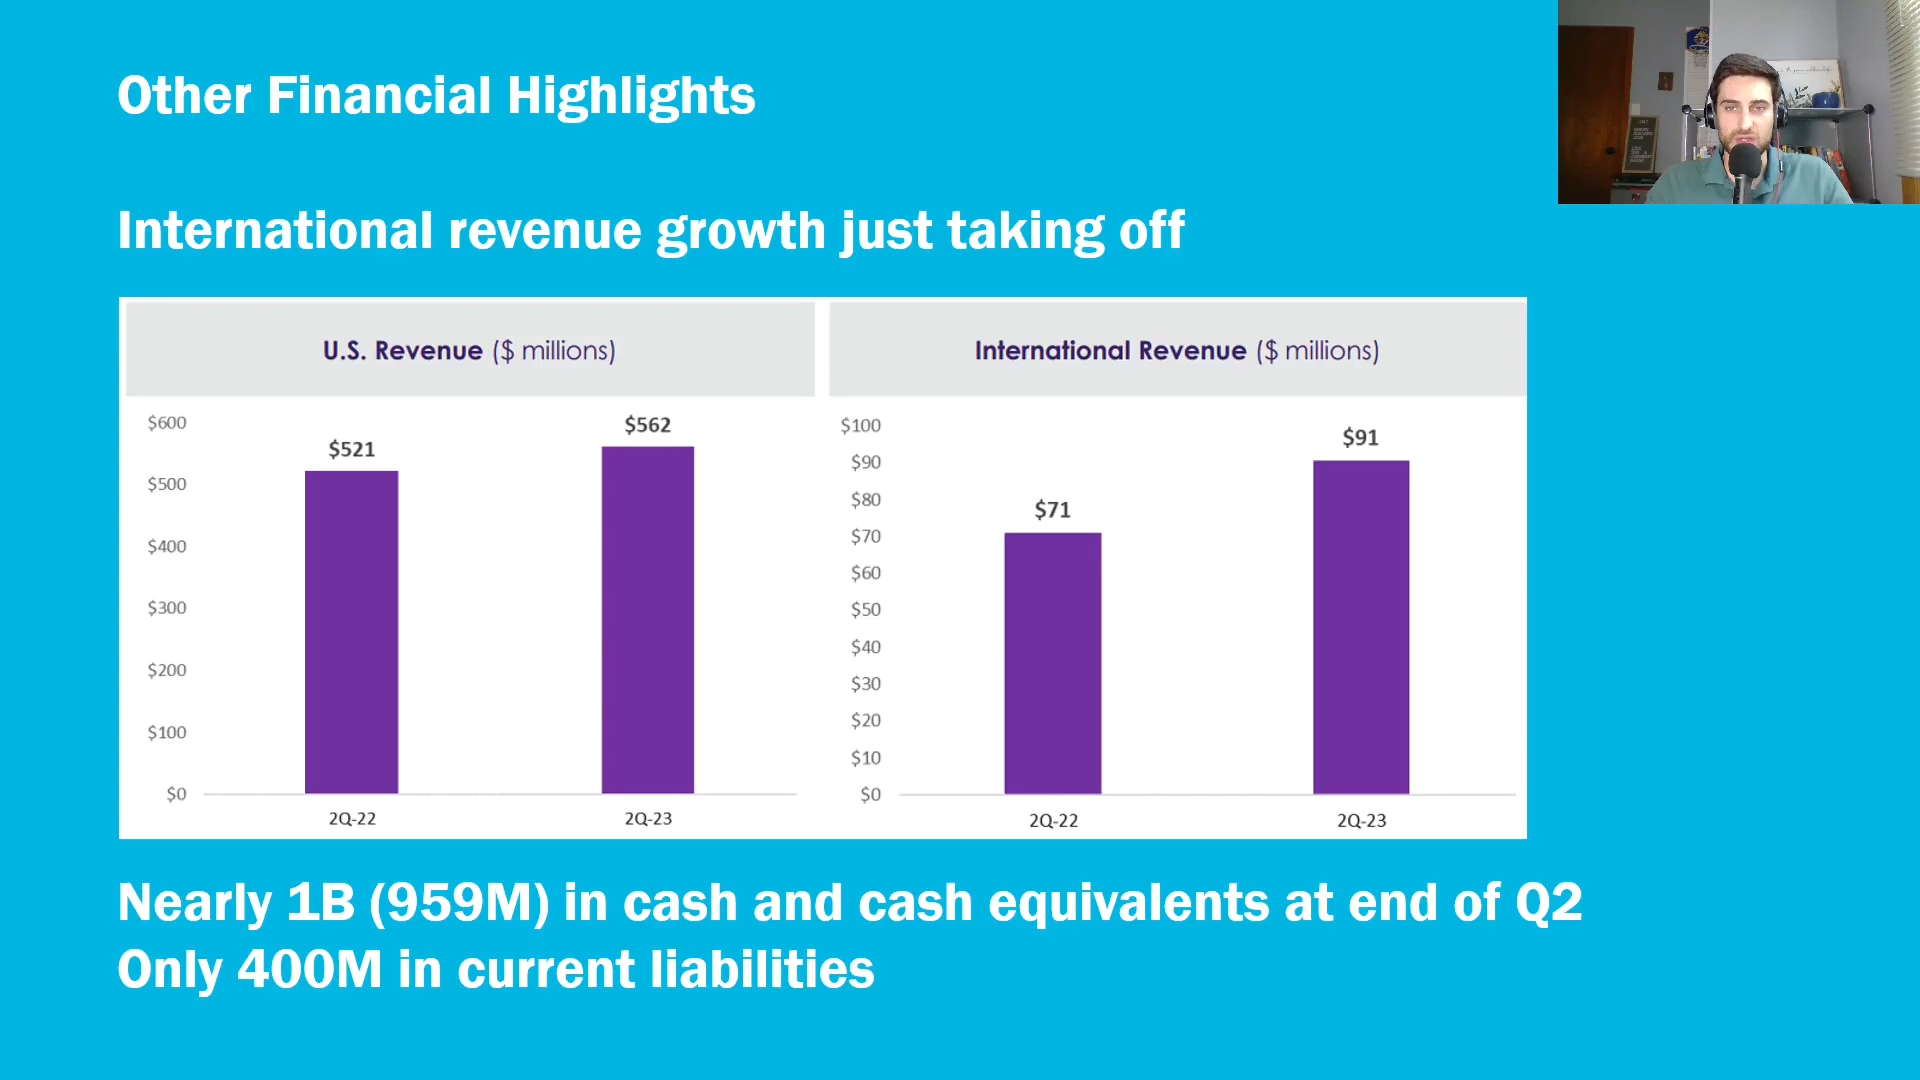 Other Financial Highlights
International revenue growth just taking off
U.S. Revenue ($ millions)
$600
$500
$400
$300
$200
$100
$0
$521
$562
2Q-22
2Q-23
International Revenue ($ millions)
$100
$90
$80
$70
$60
$50
$40
$30
$20
$10
$0
$71
$91
2Q-22
2Q-23
Nearly 1B (959M) in cash and cash equivalents at end of Q2
Only 400M in current liabilities